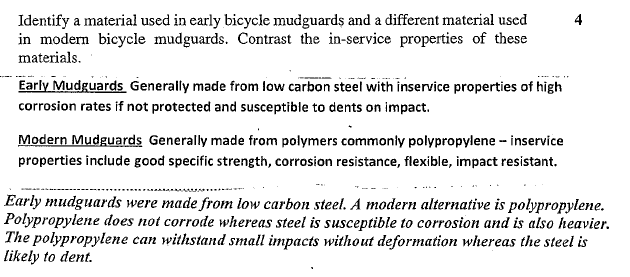 Identify a material used in early bicycle mudguards and a different material used 4
in modern bicycle mudguards. Contrast the in-service properties of these
materials.
Early Mudguards Generally made from low carbon steel with inservice properties of high
corrosion rates if not protected and susceptible to dents on impact.
Modern Mudguards Generally made from polymers commonly polypropylene – inservice
properties include good specific strength, corrosion resistance, flexible, impact resistant.
Early mudguards were made from low carbon steel. A modern alternative is polypropylene.
Polypropylene does not corrode whereas steel is susceptible to corrosion and is also heavier.
The polypropylene can withstand small impacts without deformation whereas the steel is
likely to dent.